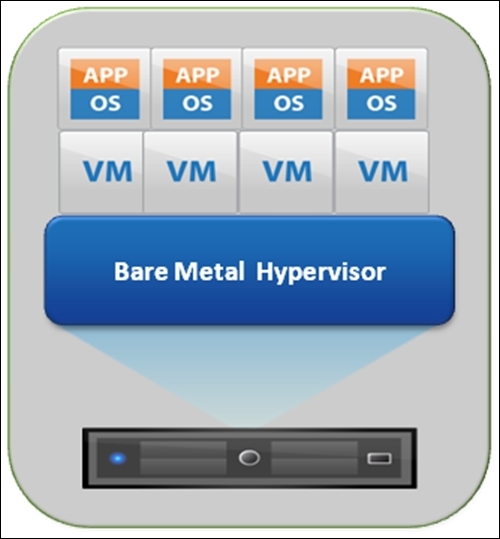 APP APP APP APP
OS OS OS OS
VM VM VM VM
Bare Metal Hypervisor